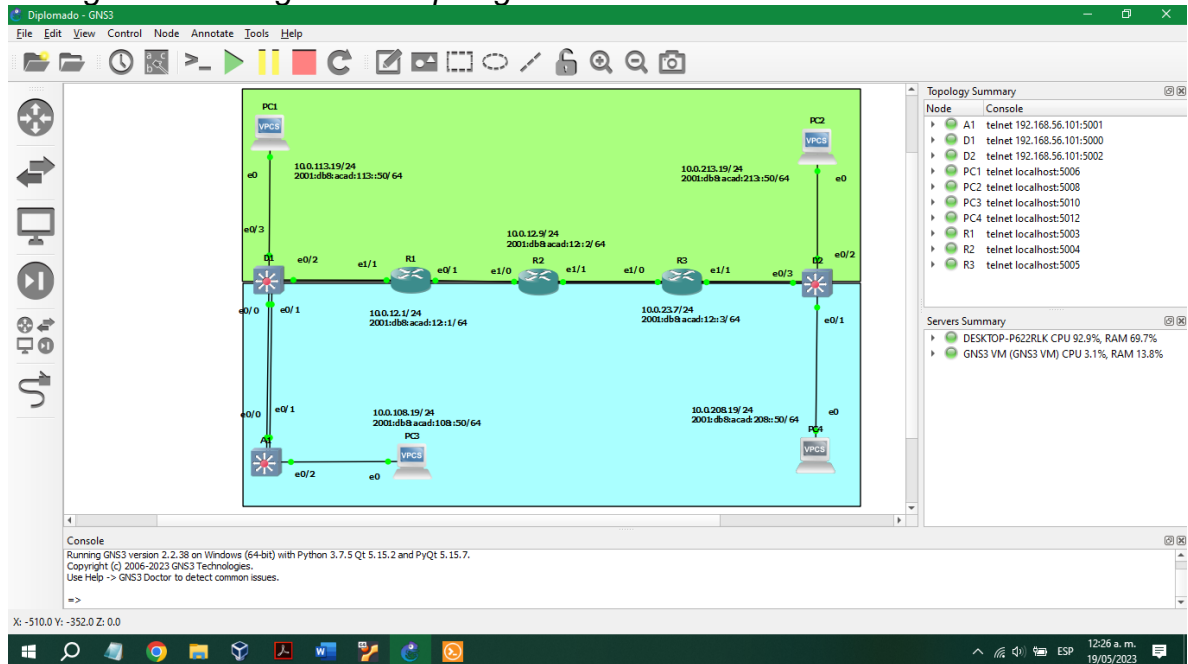 Diplomado - GNS3
File Edit View Control Node Annotate Tools Help
PC1
VPCS
10.0.113.19/24
2001:db8:acad:113::50/64
e0
e0/3
PC2
VPCS
10.0.213.19/24
2001:db8:acad:213::50/64
e0
e0/2
10.0.12.9/24
2001:db8:acad:12::2/64
D1
e0/2
e1/1
R1
e0/1
e1/0
R2
e1/1
e1/0
R3
e1/1
e0/3
D2
e0/0
e0/1
10.0.12.1/24
2001:db8:acad:12::1/64
10.0.23.7/24
2001:db8:acad:12::3/64
e0/1
e0/0
e0/1
10.0.108.19/24
2001:db8:acad:108::50/64
PC3
VPCS
A1
e0/2
e0
10.0.208.19/24
2001:db8:acad:208::50/64
e0
PC4
VPCS
Topology Summary
Node Console
A1 telnet 192.168.56.101:5001
D1 telnet 192.168.56.101:5000
D2 telnet 192.168.56.101:5002
PC1 telnet localhost:5006
PC2 telnet localhost:5008
PC3 telnet localhost:5010
PC4 telnet localhost:5012
R1 telnet localhost:5003
R2 telnet localhost:5004
R3 telnet localhost:5005
Servers Summary
DESKTOP-P622RLK CPU 92.9%, RAM 69.7%
GNS3 VM (GNS3 VM) CPU 3.1%, RAM 13.8%
Console
Running GNS3 version 2.2.38 on Windows (64-bit) with Python 3.7.5 Qt 5.15.2 and PyQt 5.15.7.
Copyright (c) 2006-2023 GNS3 Technologies.
Use Help -> GNS3 Doctor to detect common issues.
=>
X: -510.0 Y: -352.0 Z: 0.0
ESP
12:26 a. m.
19/05/2023